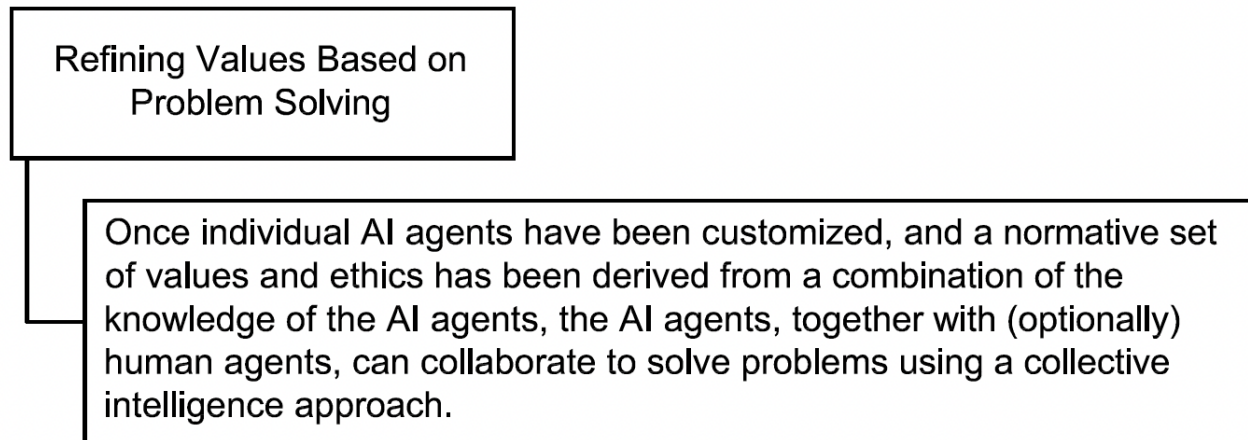 Refining Values Based on
Problem Solving
Once individual AI agents have been customized, and a normative set
of values and ethics has been derived from a combination of the
knowledge of the AI agents, the AI agents, together with (optionally)
human agents, can collaborate to solve problems using a collective
intelligence approach.